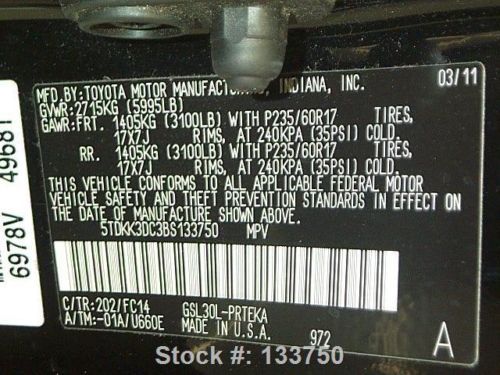 MFD. BY: TOYOTA MOTOR MANUFACTURING, INDIANA, INC. 03/11
GVWR: 2715KG (5995LB)
GAWR: FRT. 1405KG (3100LB) WITH P235/60R17 TIRES,
17X7J RIMS, AT 240KPA (35PSI) COLD.
RR. 1405KG (3100LB) WITH P235/60R17 TIRES,
17X7J RIMS, AT 240KPA (35PSI) COLD.
THIS VEHICLE CONFORMS TO ALL APPLICABLE FEDERAL MOTOR
VEHICLE SAFETY AND THEFT PREVENTION STANDARDS IN EFFECT ON
THE DATE OF MANUFACTURE SHOWN ABOVE.
5TDKK3DC3BS133750 MPV
C/TR: 202/FC14 GSL30L-PRTEKA
A/TM: -01A/U660E MADE IN U.S.A. 972 A
6978V 49681
Stock #: 133750